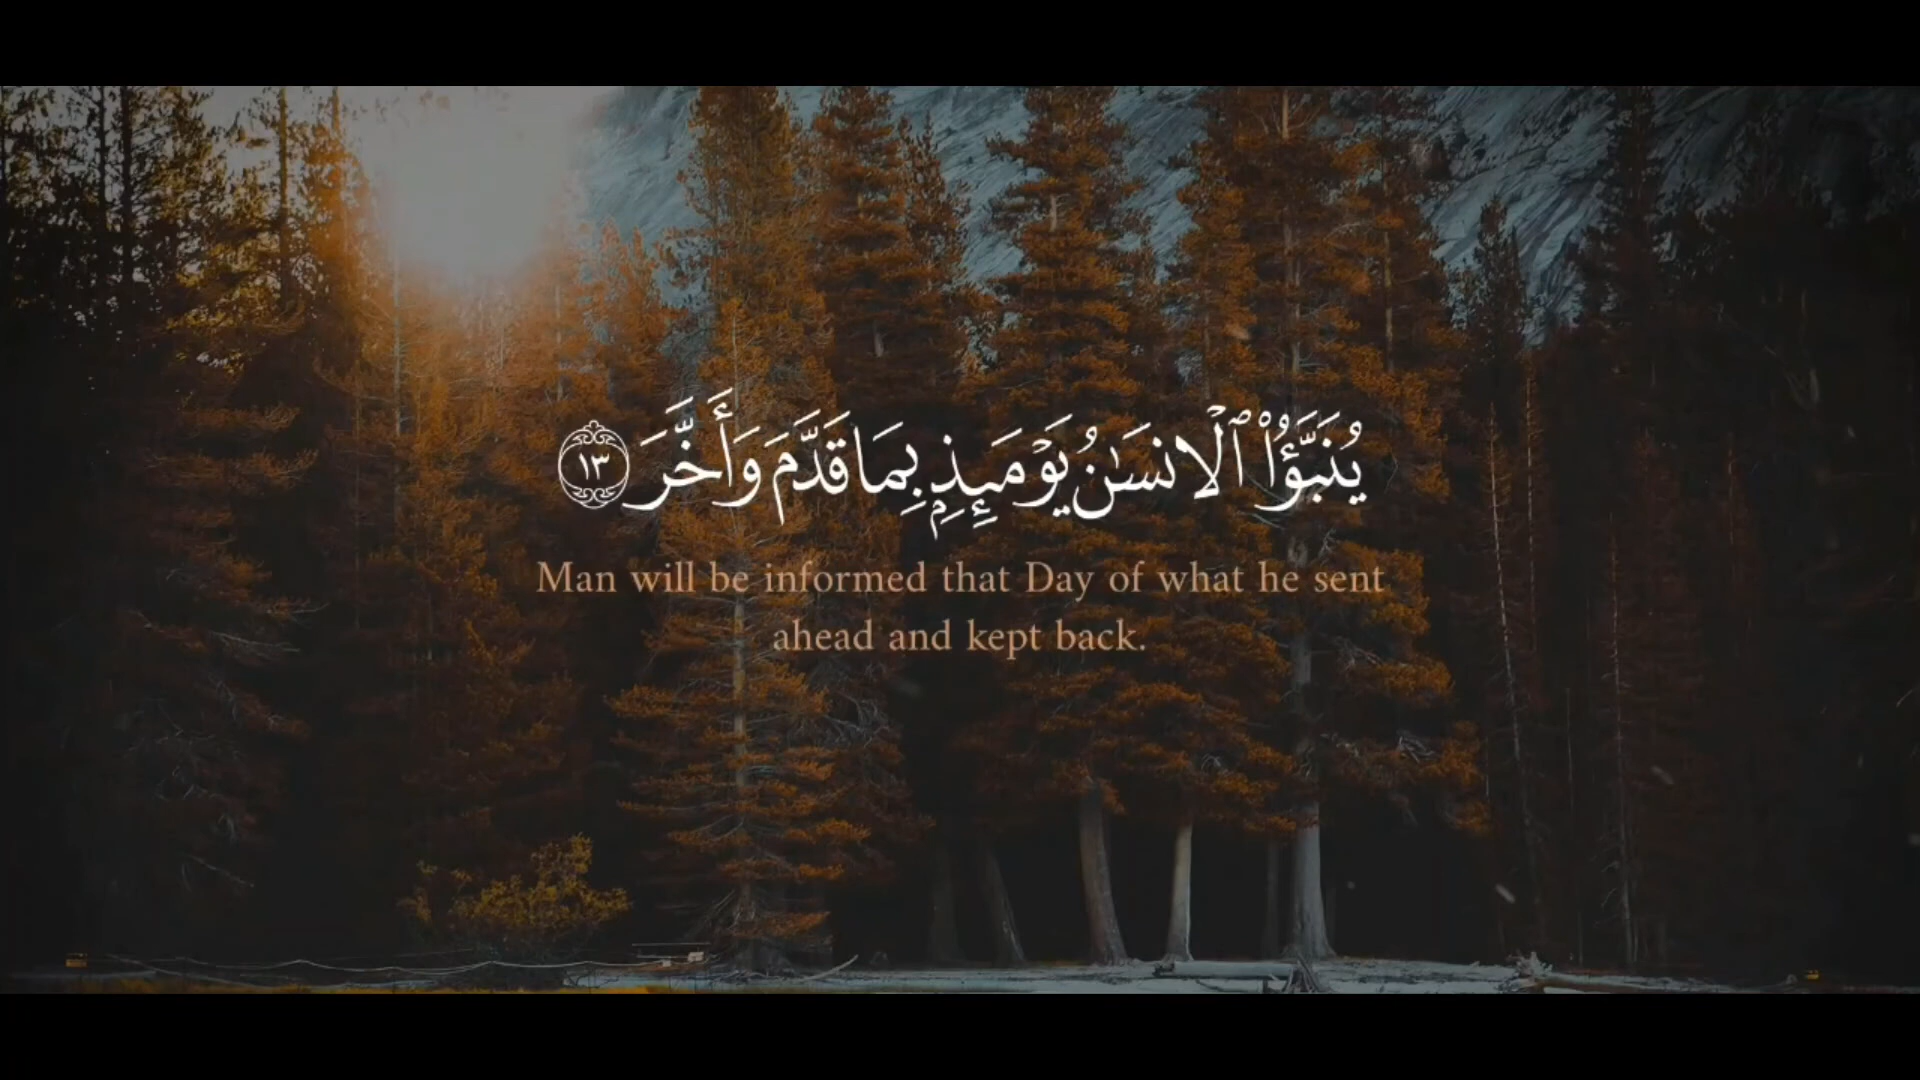 يُنَبَّؤُاْ ٱلْإِنسَٰنُ يَوْمَئِذِۭ بِمَا قَدَّمَ وَأَخَّرَ ١٣
Man will be informed that Day of what he sent
ahead and kept back.